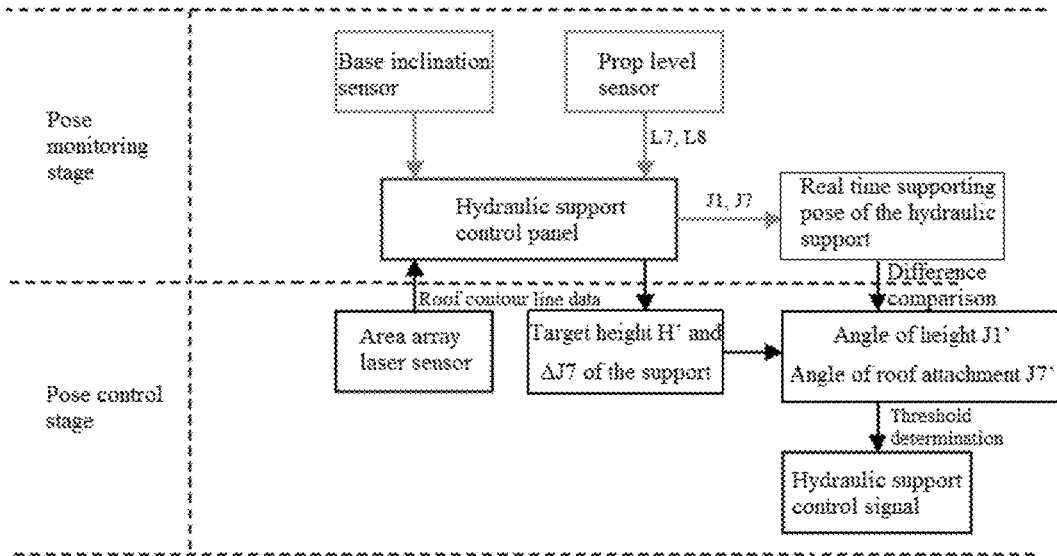 Base inclination
sensor
Prop level
sensor
Pose
monitoring
stage
L7, L8
Hydraulic support
control panel
J1, J7
Real time supporting
pose of the hydraulic
support
Roof contour line data
Difference
comparison
Area array
laser sensor
Target height H’ and
ΔJ7 of the support
Angle of height J1’
Angle of roof attachment J7’
Pose control
stage
Threshold
determination
Hydraulic support
control signal